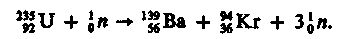 ²³⁵₉₂U + ¹₀n → ¹³⁹₅₆Ba + ⁹⁴₃₆Kr + 3¹₀n.